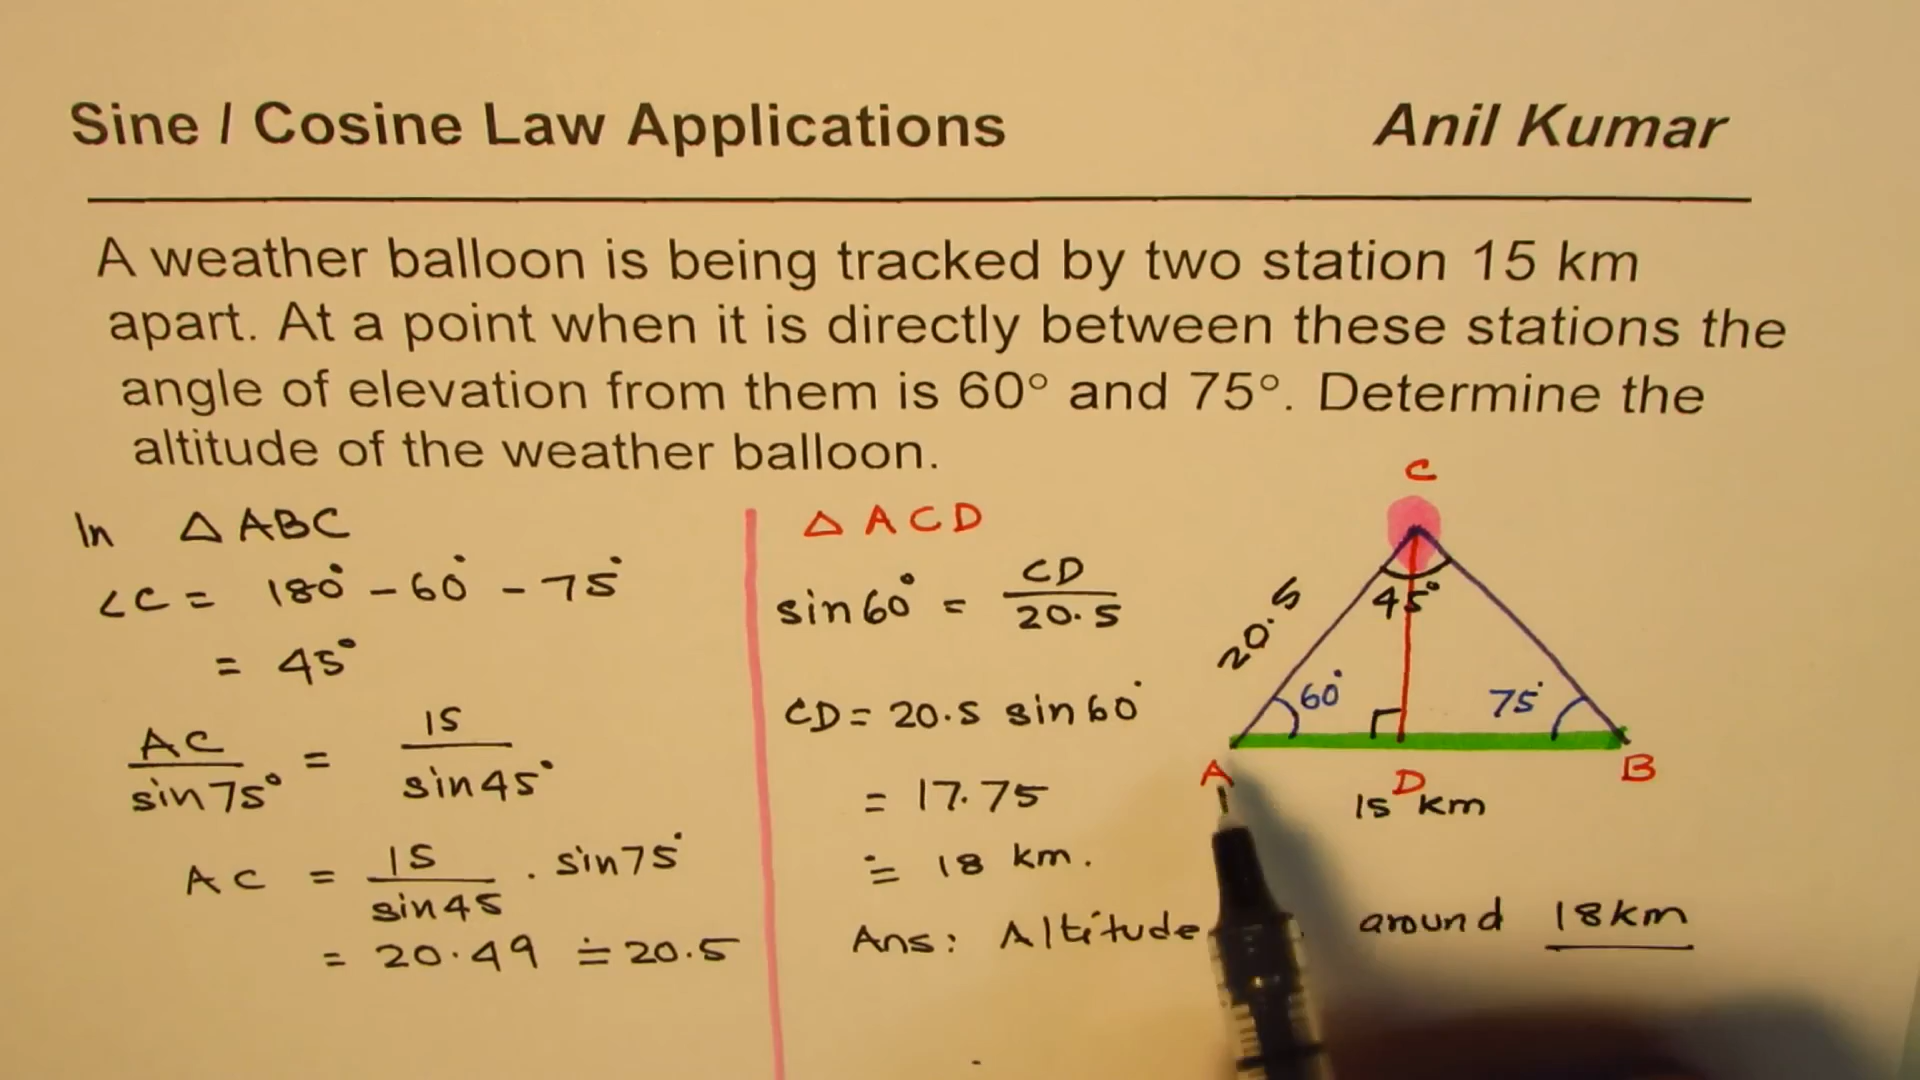 Sine / Cosine Law Applications
Anil Kumar
A weather balloon is being tracked by two station 15 km
apart. At a point when it is directly between these stations the
angle of elevation from them is 60° and 75°. Determine the
altitude of the weather balloon.
In △ ABC
∠C = 180° - 60° - 75°
= 45°
AC / sin75° = 15 / sin45°
AC = 15 / sin45 . sin75°
= 20.49 ≐ 20.5
△ ACD
sin60° = CD / 20.5
CD = 20.5 sin60°
= 17.75
≐ 18 km.
Ans: Altitude around 18km
C
45°
20.5
60° 75°
A D B
15 km